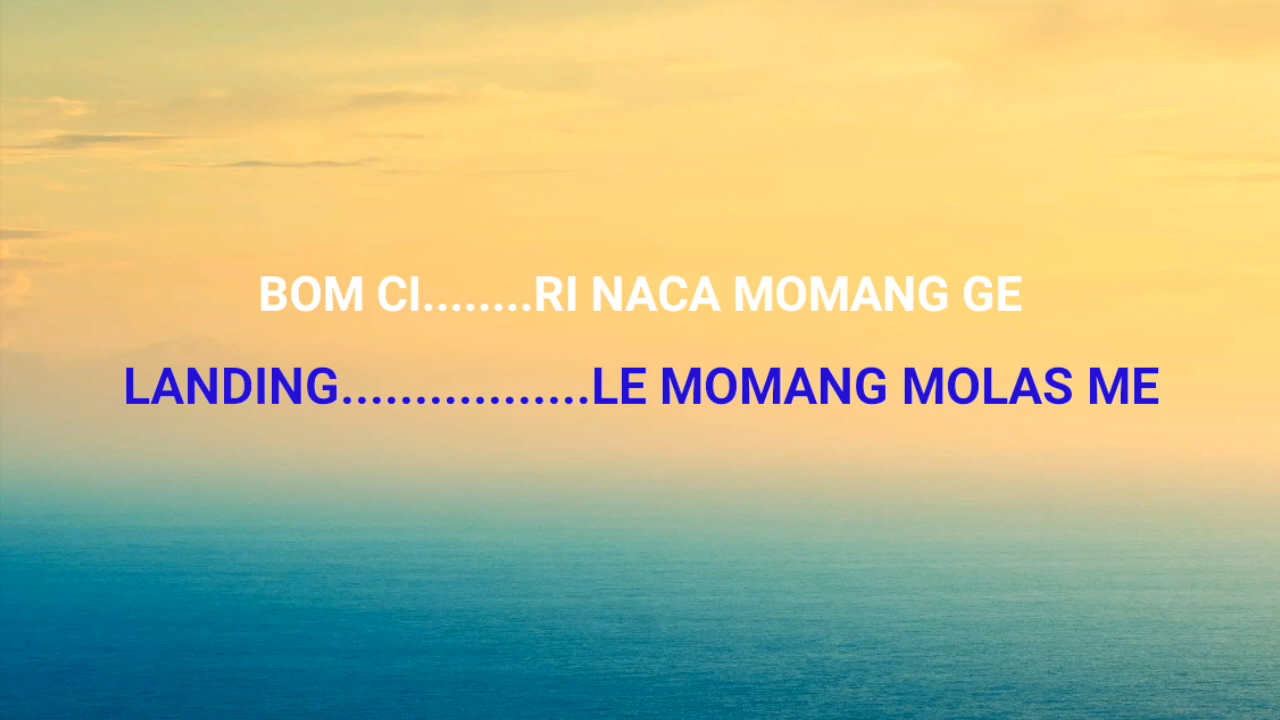 BOM CI........RI NACA MOMANG GE
LANDING.................LE MOMANG MOLAS ME